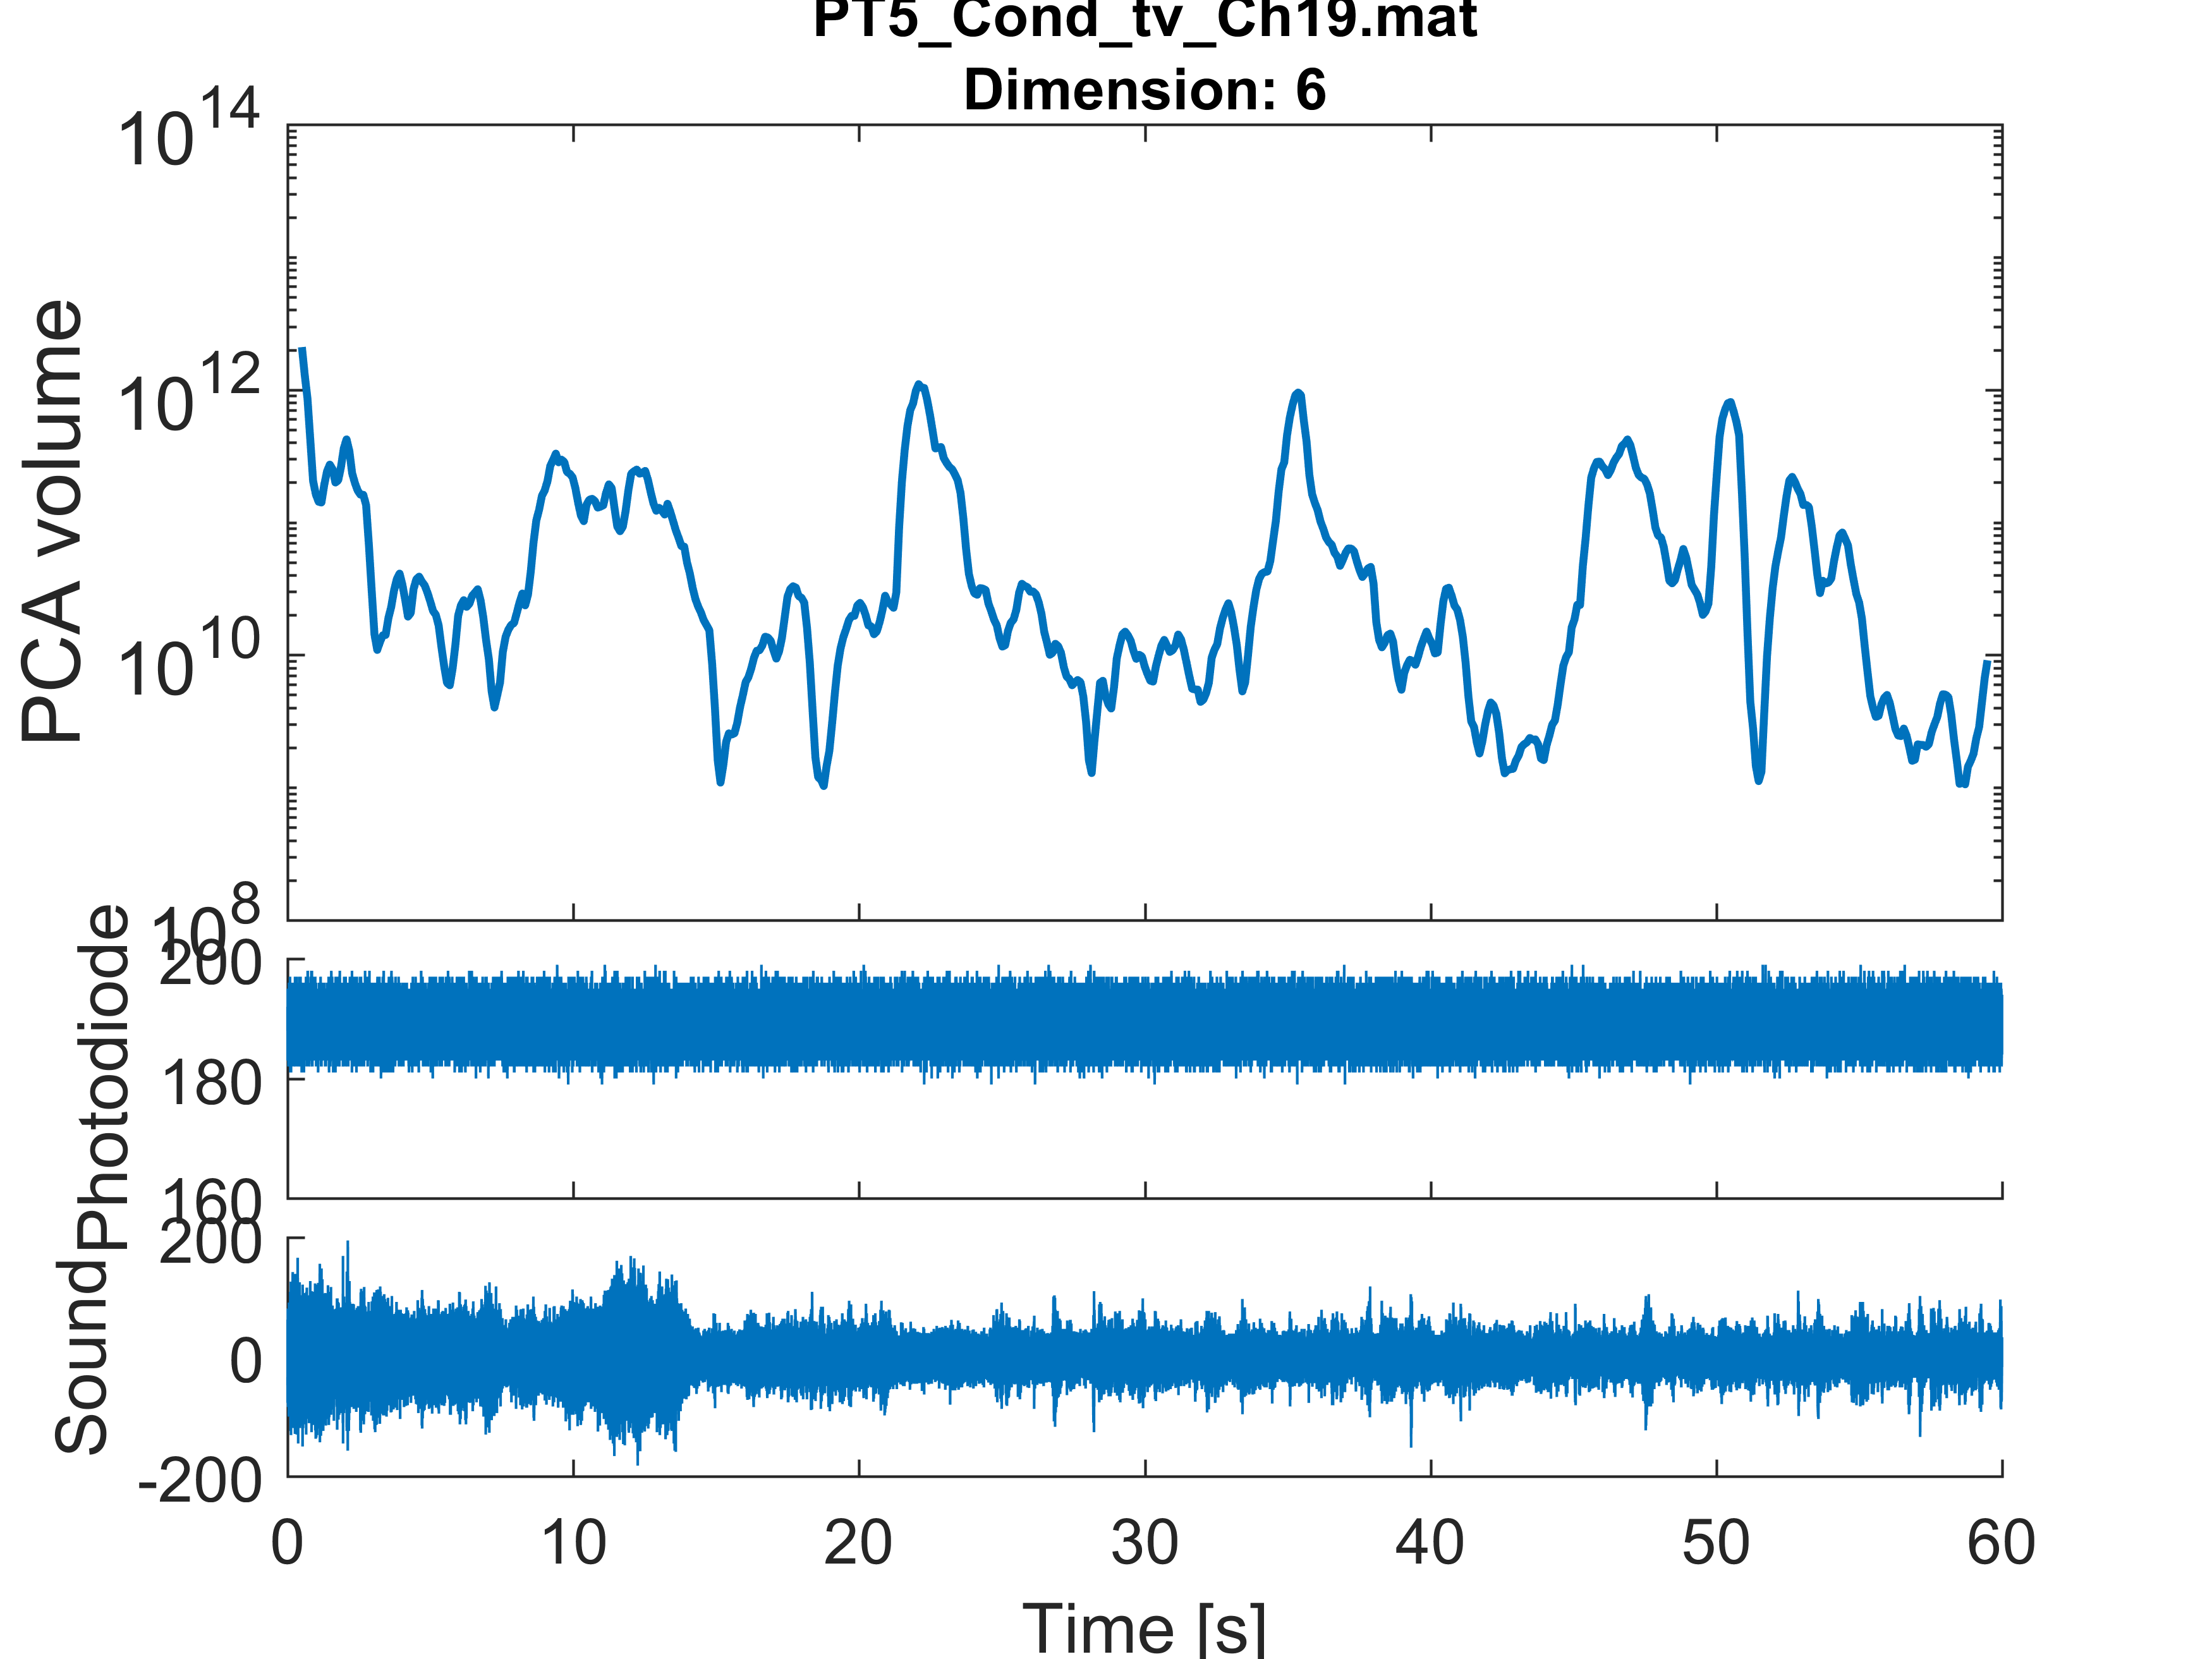 PT5_Cond_tv_Ch19.mat
Dimension: 6
PCA volume
10^14
10^12
10^10
10^8
Photodiode
200
180
160
Sound
200
0
-200
0 10 20 30 40 50 60
Time [s]